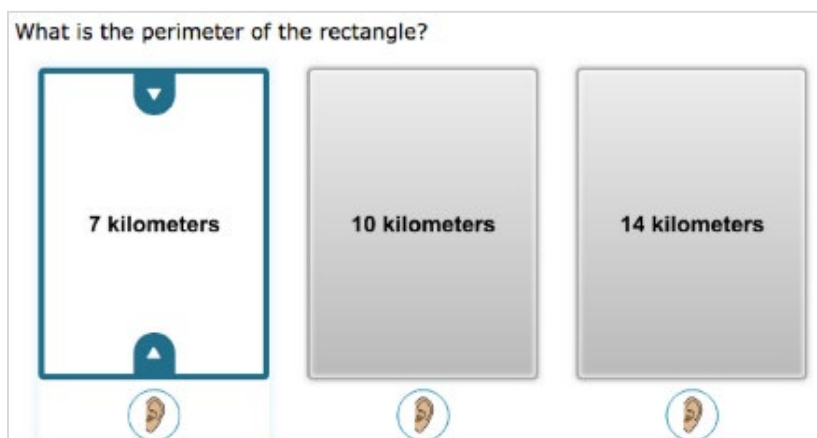 What is the perimeter of the rectangle?
7 kilometers
10 kilometers
14 kilometers